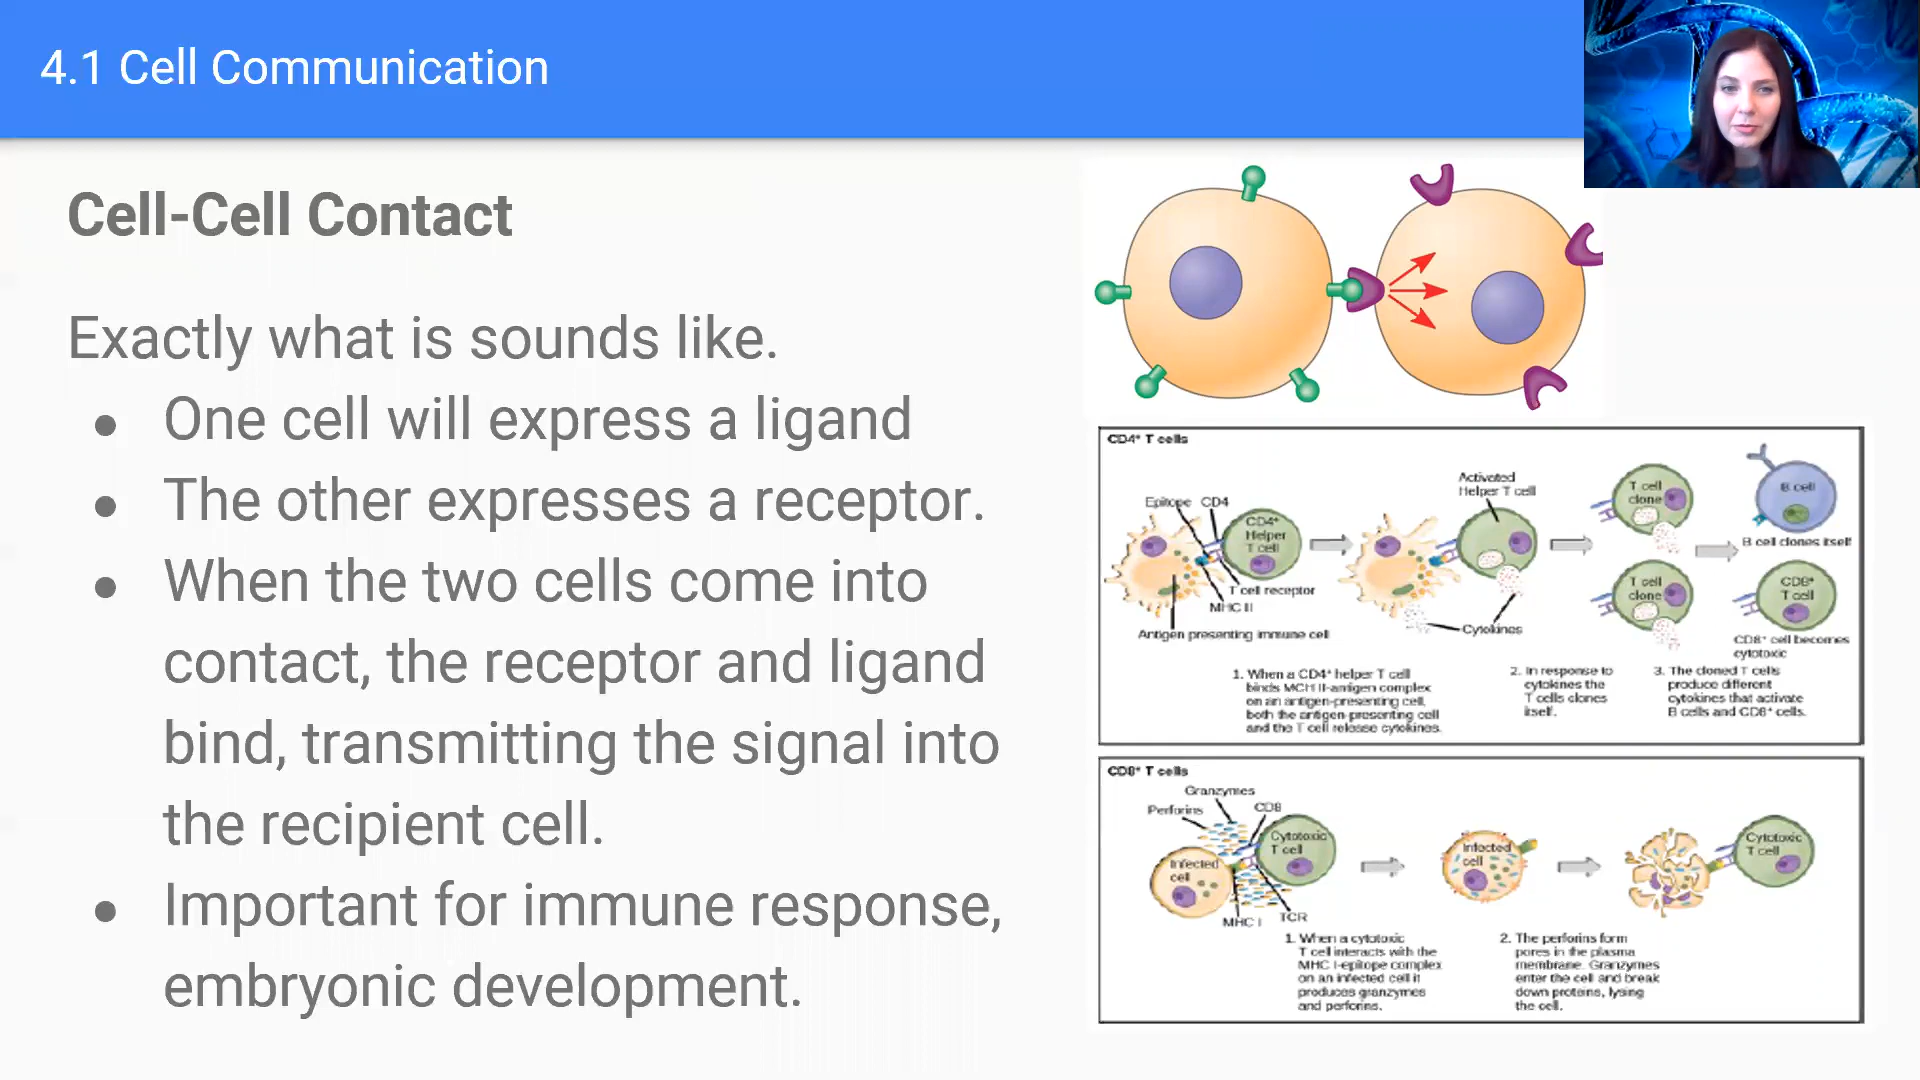 4.1 Cell Communication
Cell-Cell Contact
Exactly what is sounds like.
● One cell will express a ligand
● The other expresses a receptor.
● When the two cells come into
contact, the receptor and ligand
bind, transmitting the signal into
the recipient cell.
● Important for immune response,
embryonic development.
CD4⁺ T cells
Epitope CD4
CD4⁺
Helper
T cell
T cell receptor
MHC II
Antigen presenting immune cell
Activated
Helper T cell
Cytokines
T cell
clone
T cell
clone
B cell
B cell clones itself
CD8⁺
T cell
CD8⁺ cell becomes
cytotoxic
1. When a CD4⁺ helper T cell
binds MCH II-antigen complex
on an antigen-presenting cell,
both the antigen-presenting cell
and the T cell release cytokines.
2. In response to
cytokines the
T cells clones
itself.
3. The cloned T cells
produce different
cytokines that activate
B cells and CD8⁺ cells.
CD8⁺ T cells
Granzymes
Perforins
CD8
Cytotoxic
T cell
Infected
cell
MHC I
TCR
Infected
cell
Cytotoxic
T cell
1. When a cytotoxic
T cell interacts with the
MHC I-epitope complex
on an infected cell it
produces granzymes
and perforins.
2. The perforins form
pores in the plasma
membrane. Granzymes
enter the cell and break
down proteins, lysing
the cell.